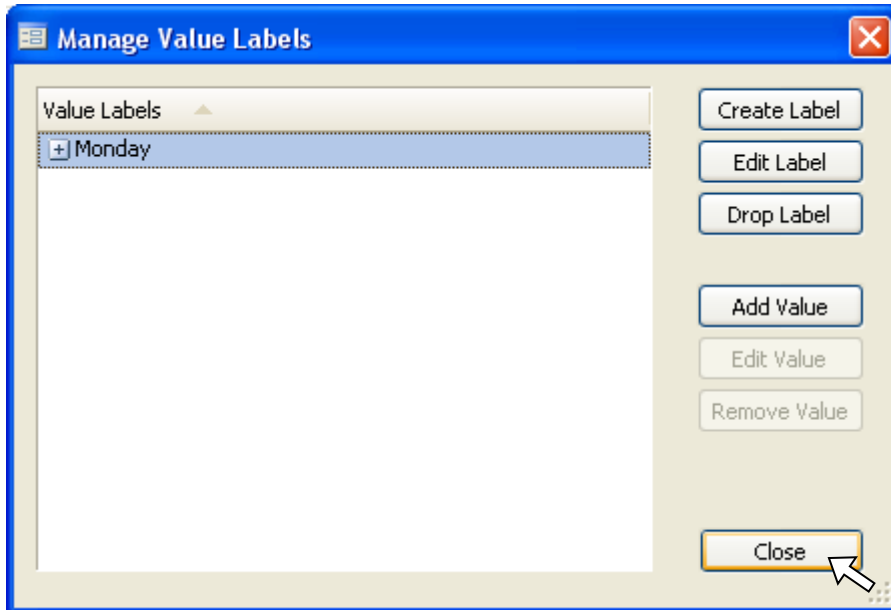 Manage Value Labels
Value Labels
Monday
Create Label
Edit Label
Drop Label
Add Value
Edit Value
Remove Value
Close